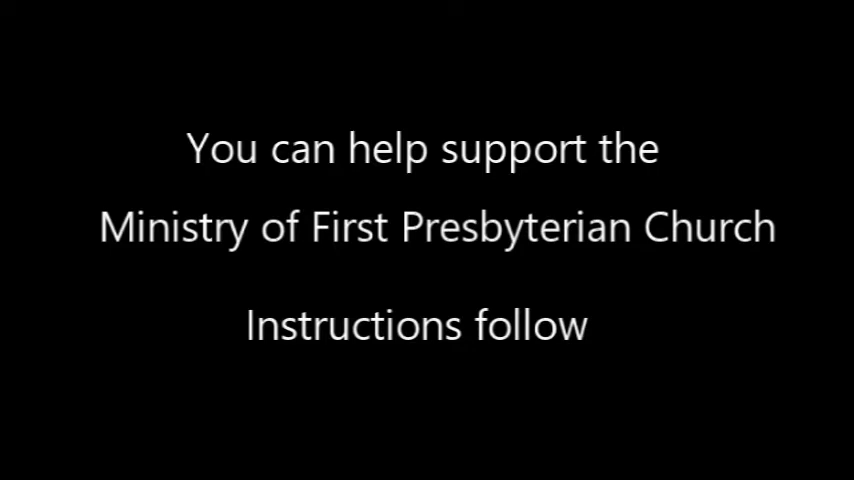 You can help support the
Ministry of First Presbyterian Church
Instructions follow